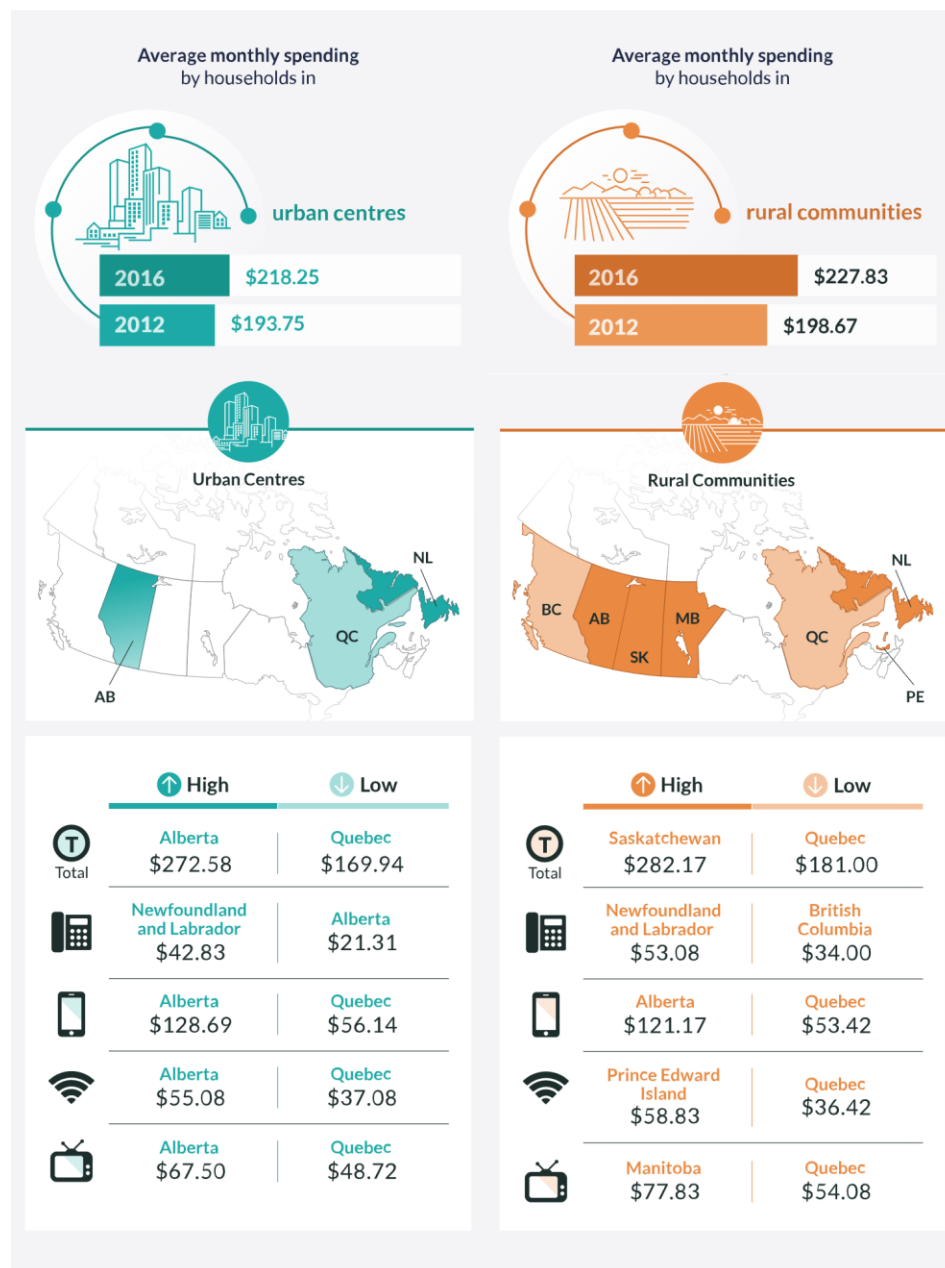 Average monthly spending
by households in
urban centres
2016
$218.25
2012
$193.75
Average monthly spending
by households in
rural communities
2016
$227.83
2012
$198.67
Urban Centres
NL
QC
AB
Rural Communities
NL
BC
AB
MB
QC
SK
PE
High
Low
Total
T
Alberta
$272.58
Quebec
$169.94
Newfoundland
and Labrador
$42.83
Alberta
$21.31
Alberta
$128.69
Quebec
$56.14
Alberta
$55.08
Quebec
$37.08
Alberta
$67.50
Quebec
$48.72
High
Low
T
Total
Saskatchewan
$282.17
Quebec
$181.00
Newfoundland
and Labrador
$53.08
British
Columbia
$34.00
Alberta
$121.17
Quebec
$53.42
Prince Edward
Island
$58.83
Quebec
$36.42
Manitoba
$77.83
Quebec
$54.08